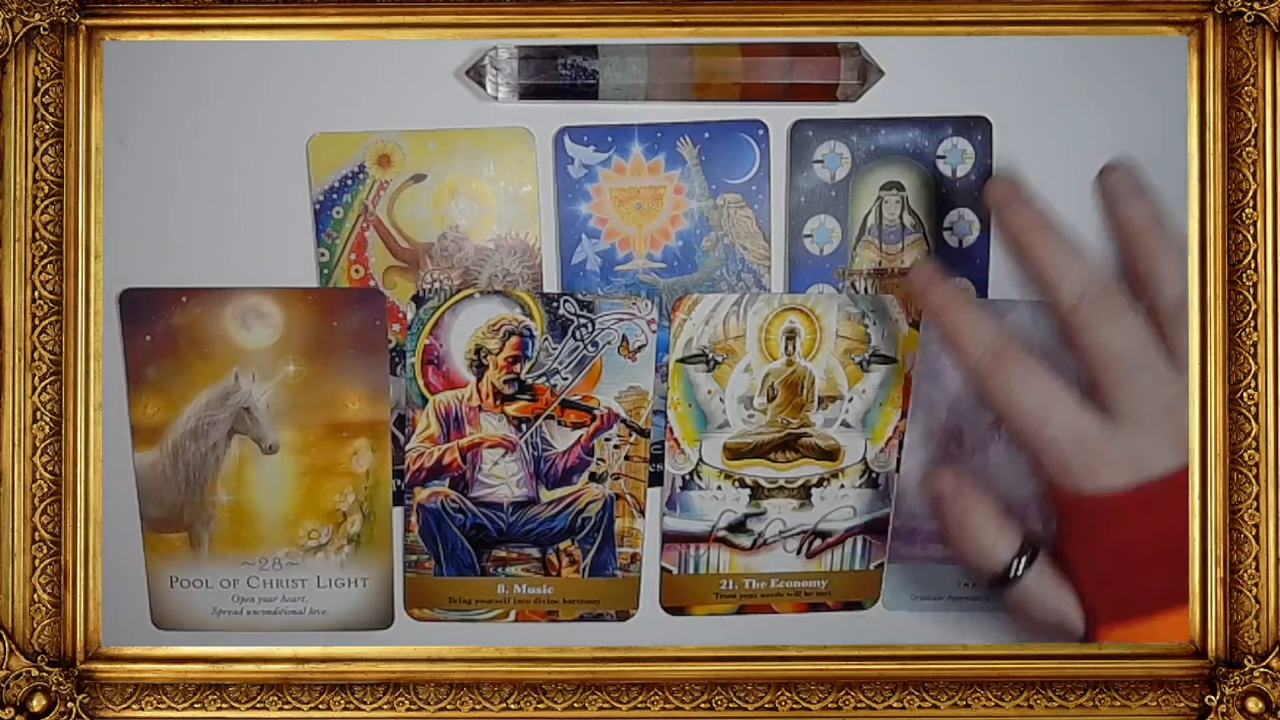 ~28~
POOL OF CHRIST LIGHT
Open your heart.
Spread unconditional love.
8. Music
Bring yourself into divine harmony
21. The Economy
Trust your needs will be met